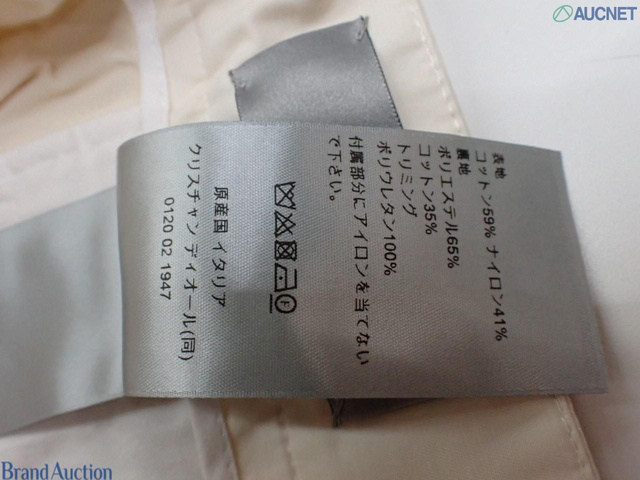 AUCNET
表地
コットン59% ナイロン41%
裏地
ポリエステル65%
コットン35%
トリミング
ポリウレタン100%
付属部分にアイロンを当てない
で下さい。
F
原産国 イタリア
クリスチャン ディオール(同)
0120 02 1947
Brand Auction